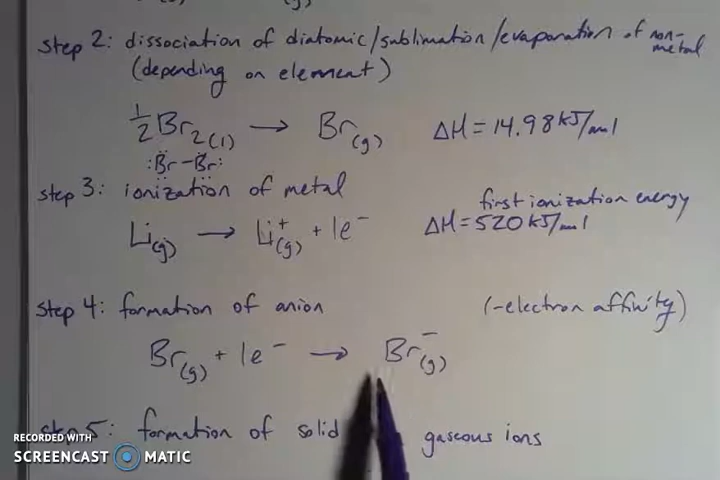 step 2: dissociation of diatomic/sublimation/evaporation of non-metal
(depending on element)
½Br₂(l) → Br(g) ΔH = 14.98 kJ/mol
:Br-Br:
step 3: ionization of metal
first ionization energy
Li(g) → Li⁺(g) + 1e⁻ ΔH = 520 kJ/mol
step 4: formation of anion (-electron affinity)
Br(g) + 1e⁻ → Br⁻(g)
step 5: formation of solid gaseous ions
RECORDED WITH
SCREENCAST MATIC